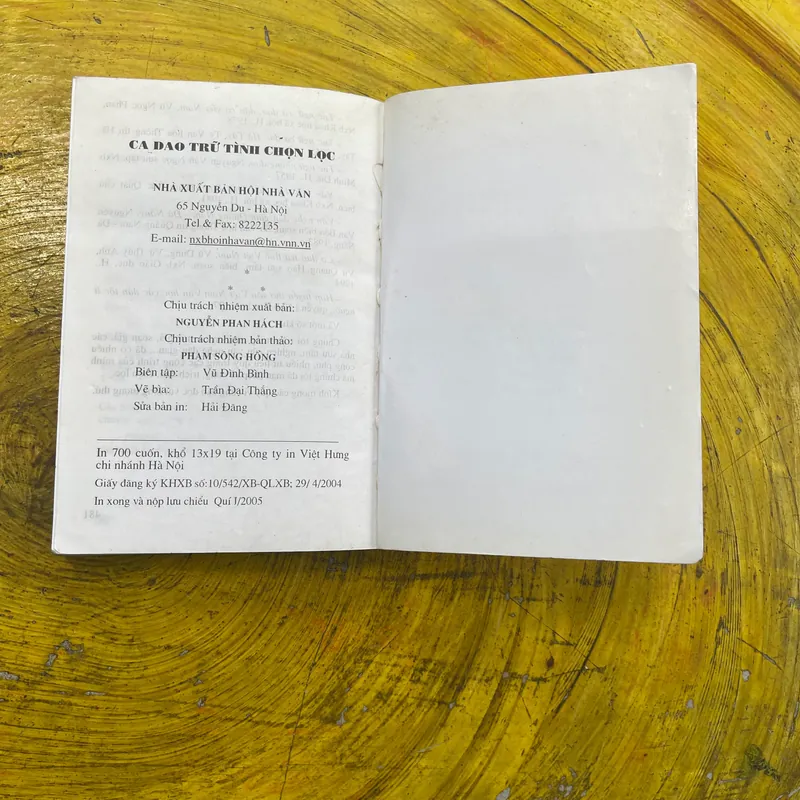 CA DAO TRỮ TÌNH CHỌN LỌC
NHÀ XUẤT BẢN HỘI NHÀ VĂN
65 Nguyễn Du - Hà Nội
Tel & Fax: 8222135
E-mail: nxbhoinhavan@hn.vnn.vn
* * *
Chịu trách nhiệm xuất bản:
NGUYỄN PHAN HÁCH
Chịu trách nhiệm bản thảo:
PHẠM SÔNG HỒNG
Biên tập: Vũ Đình Bình
Vẽ bìa: Trần Đại Thắng
Sửa bản in: Hải Đăng
In 700 cuốn, khổ 13x19 tại Công ty in Việt Hưng
chi nhánh Hà Nội
Giấy đăng ký KHXB số:10/542/XB-QLXB; 29/ 4/2004
In xong và nộp lưu chiểu Quí I/2005